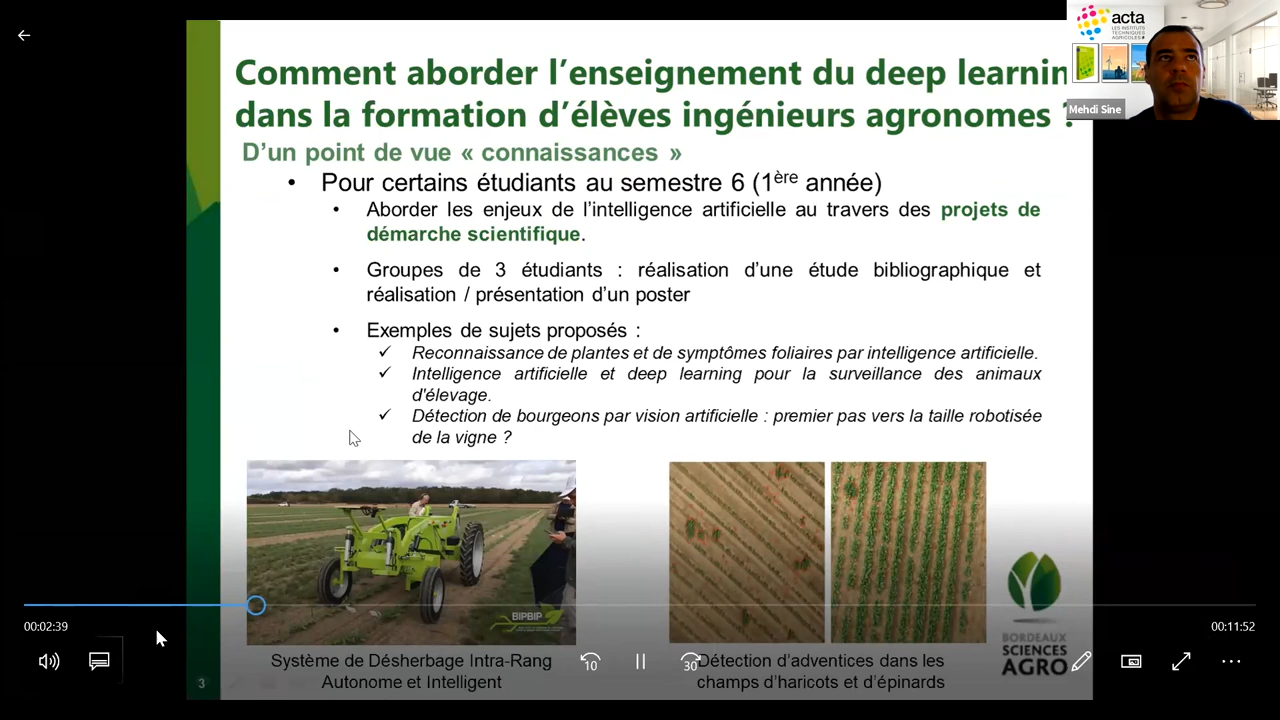 acta
LES INSTITUTS
TECHNIQUES
AGRICOLES
Mehdi Sine
Comment aborder l'enseignement du deep learnin
dans la formation d'élèves ingénieurs agronomes ?
D'un point de vue « connaissances »
• Pour certains étudiants au semestre 6 (1ère année)
• Aborder les enjeux de l'intelligence artificielle au travers des projets de
démarche scientifique.
• Groupes de 3 étudiants : réalisation d'une étude bibliographique et
réalisation / présentation d'un poster
• Exemples de sujets proposés :
✓ Reconnaissance de plantes et de symptômes foliaires par intelligence artificielle.
✓ Intelligence artificielle et deep learning pour la surveillance des animaux
d'élevage.
✓ Détection de bourgeons par vision artificielle : premier pas vers la taille robotisée
de la vigne ?
BIPBIP
BORDEAUX
SCIENCES
AGRO
00:02:39
00:11:52
10
30
Système de Désherbage Intra-Rang
Autonome et Intelligent
Détection d'adventices dans les
champs d'haricots et d'épinards
3